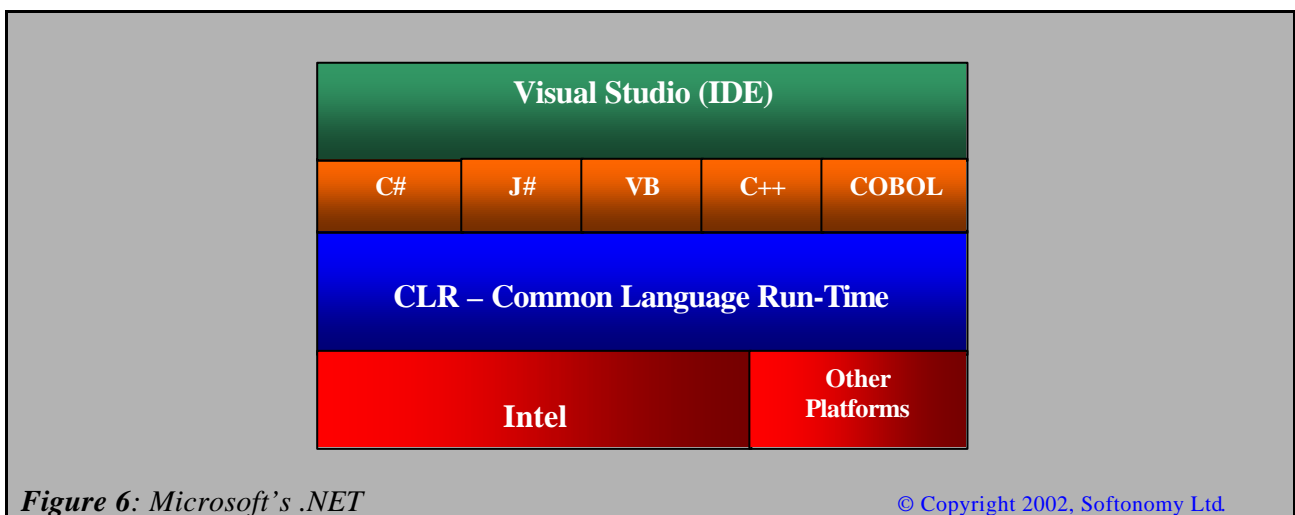 Visual Studio (IDE)
C# J# VB C++ COBOL
CLR – Common Language Run-Time
Intel
Other
Platforms
Figure 6: Microsoft's .NET
© Copyright 2002, Softonomy Ltd.